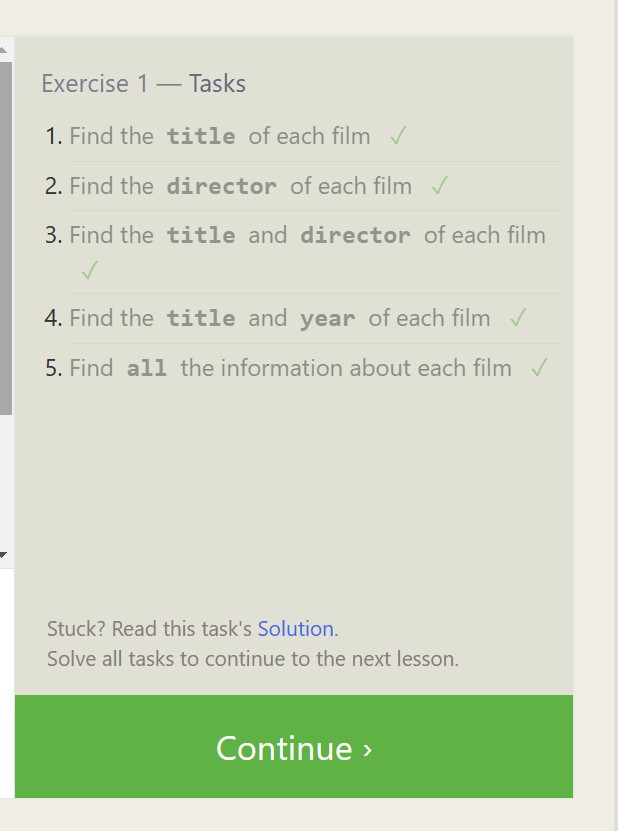 Exercise 1 — Tasks
1. Find the title of each film ✓
2. Find the director of each film ✓
3. Find the title and director of each film
✓
4. Find the title and year of each film ✓
5. Find all the information about each film ✓
Stuck? Read this task's Solution.
Solve all tasks to continue to the next lesson.
Continue ›